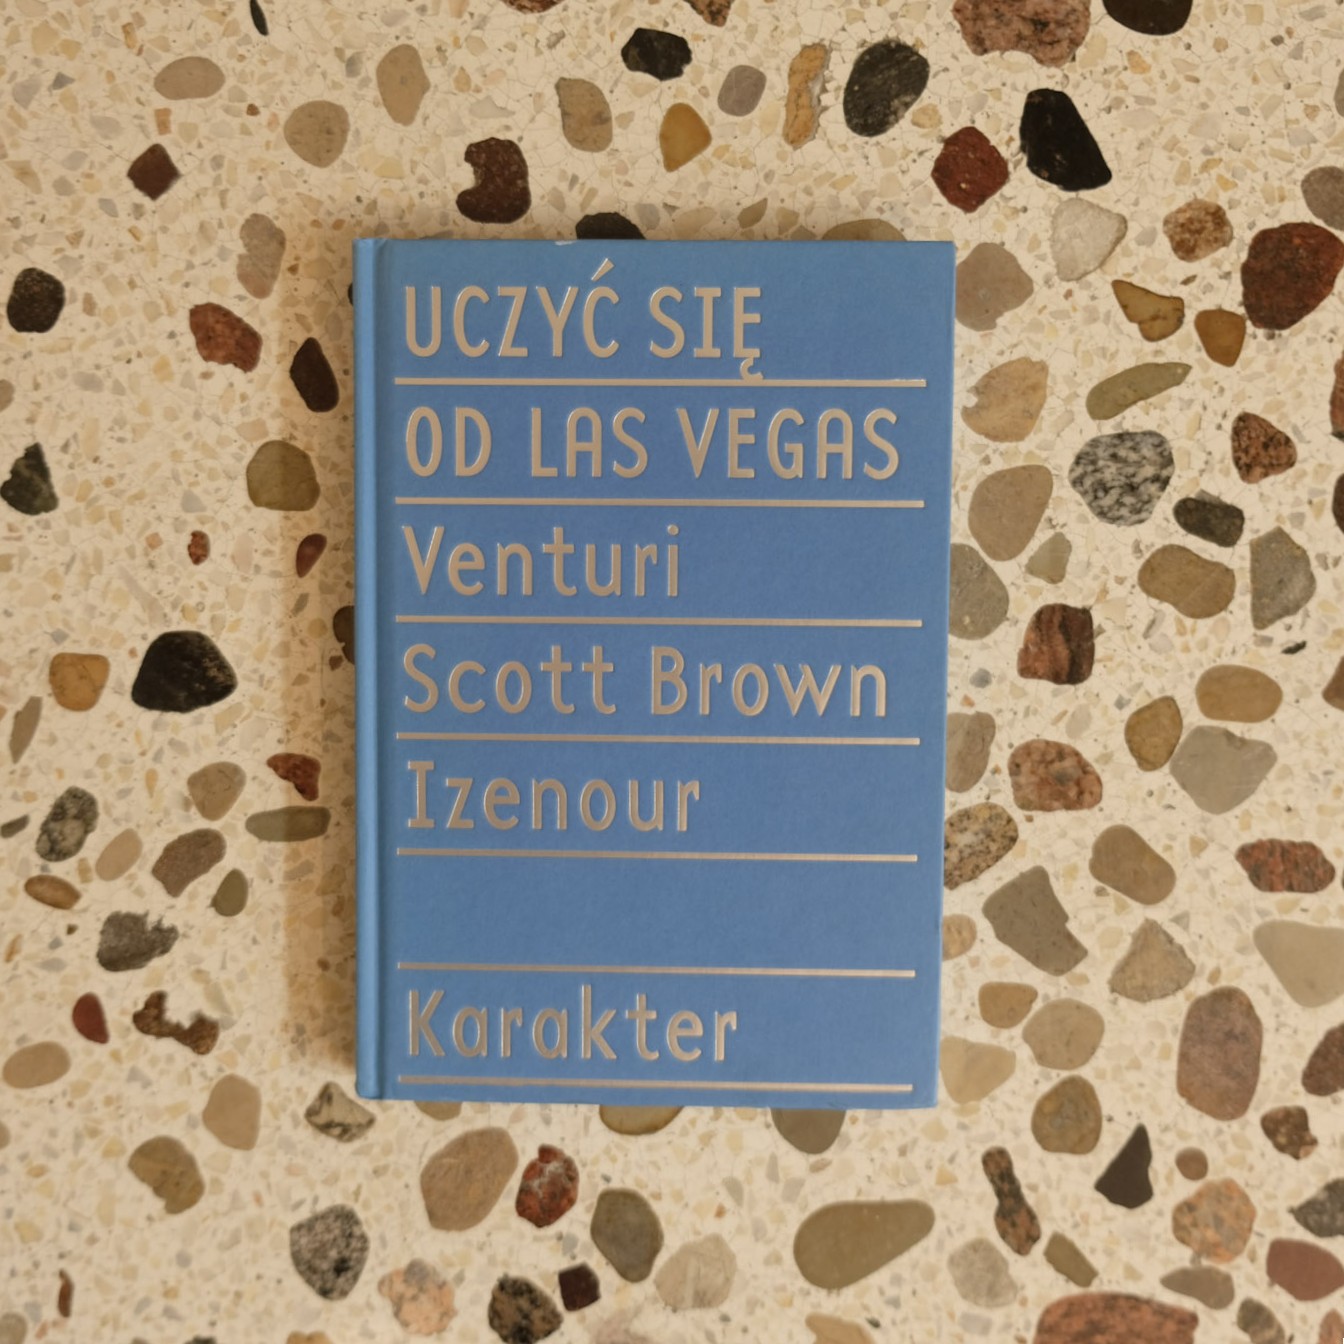 UCZYĆ SIĘ
OD LAS VEGAS
Venturi
Scott Brown
Izenour
Karakter